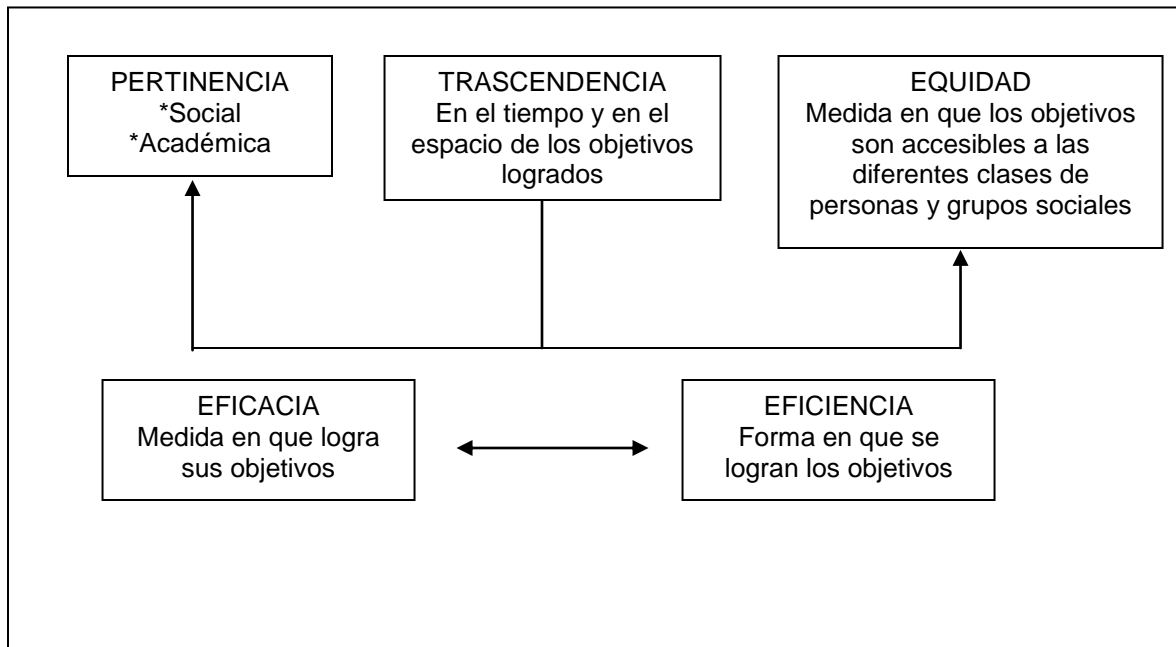 PERTINENCIA
*Social
*Académica
TRASCENDENCIA
En el tiempo y en el
espacio de los objetivos
logrados
EQUIDAD
Medida en que los objetivos
son accesibles a las
diferentes clases de
personas y grupos sociales
EFICACIA
Medida en que logra
sus objetivos
EFICIENCIA
Forma en que se
logran los objetivos